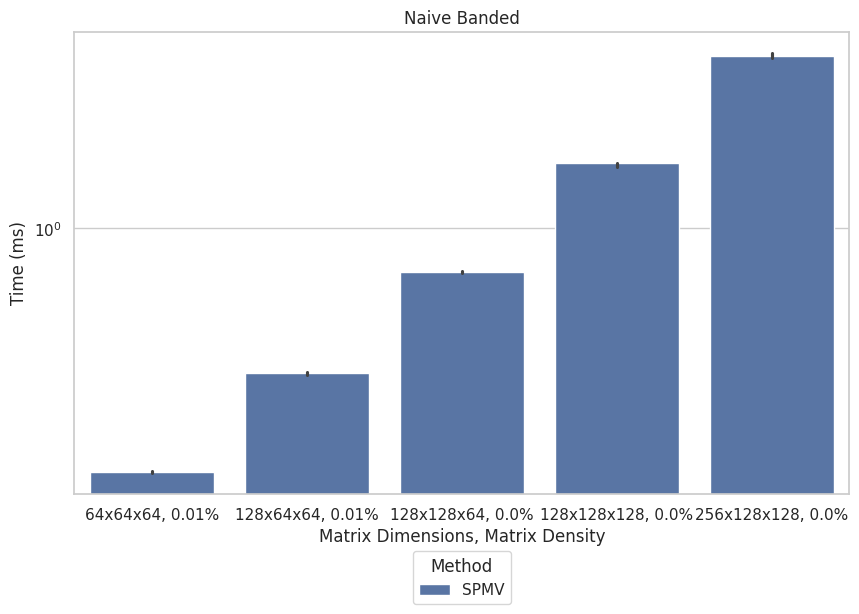 Naive Banded
Time (ms)
10⁰
64x64x64, 0.01%
128x64x64, 0.01%
128x128x64, 0.0%
128x128x128, 0.0%
256x128x128, 0.0%
Matrix Dimensions, Matrix Density
Method
SPMV